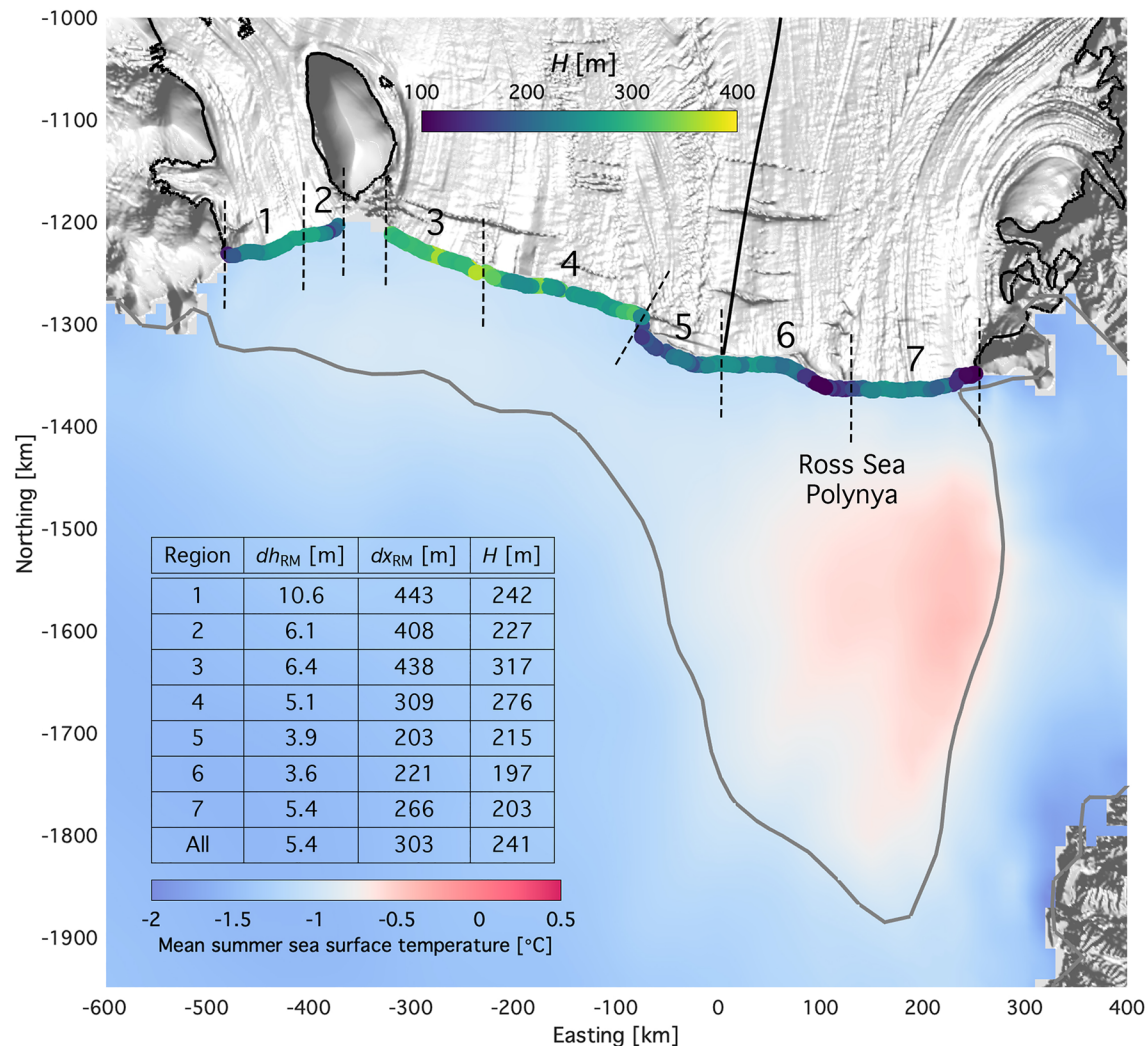 -1000
-1100
-1200
-1300
-1400
-1500
-1600
-1700
-1800
-1900
Northing [km]
H [m]
100 200 300 400
1
2
3
4
5
6
7
Ross Sea
Polynya
Region dhRM [m] dxRM [m] H [m]
1 10.6 443 242
2 6.1 408 227
3 6.4 438 317
4 5.1 309 276
5 3.9 203 215
6 3.6 221 197
7 5.4 266 203
All 5.4 303 241
-2 -1.5 -1 -0.5 0 0.5
Mean summer sea surface temperature [°C]
-600 -500 -400 -300 -200 -100 0 100 200 300 400
Easting [km]